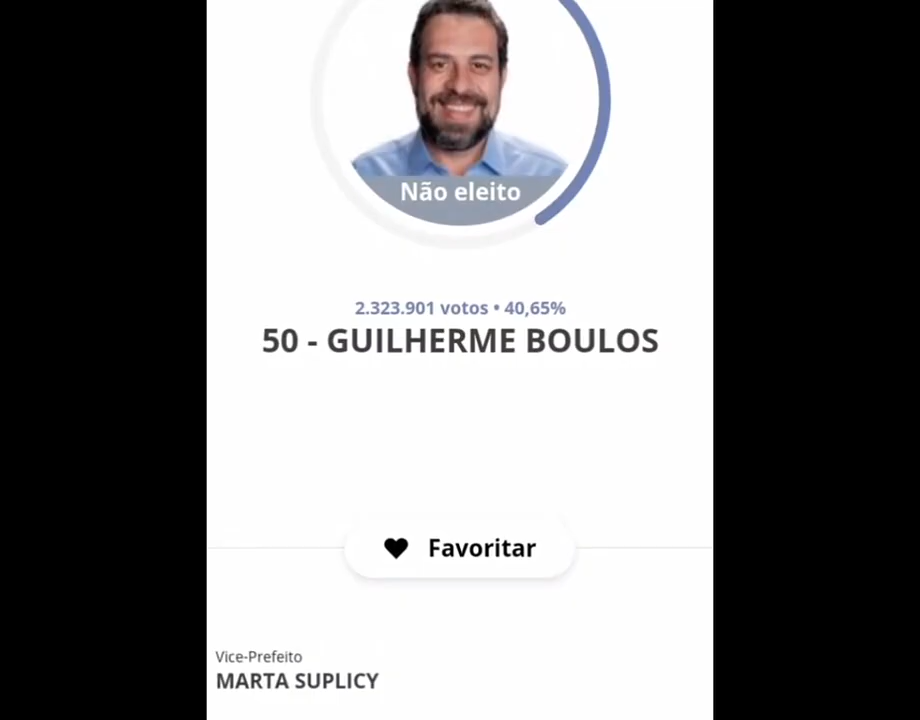 Não eleito
2.323.901 votos • 40,65%
50 - GUILHERME BOULOS
Favoritar
Vice-Prefeito
MARTA SUPLICY